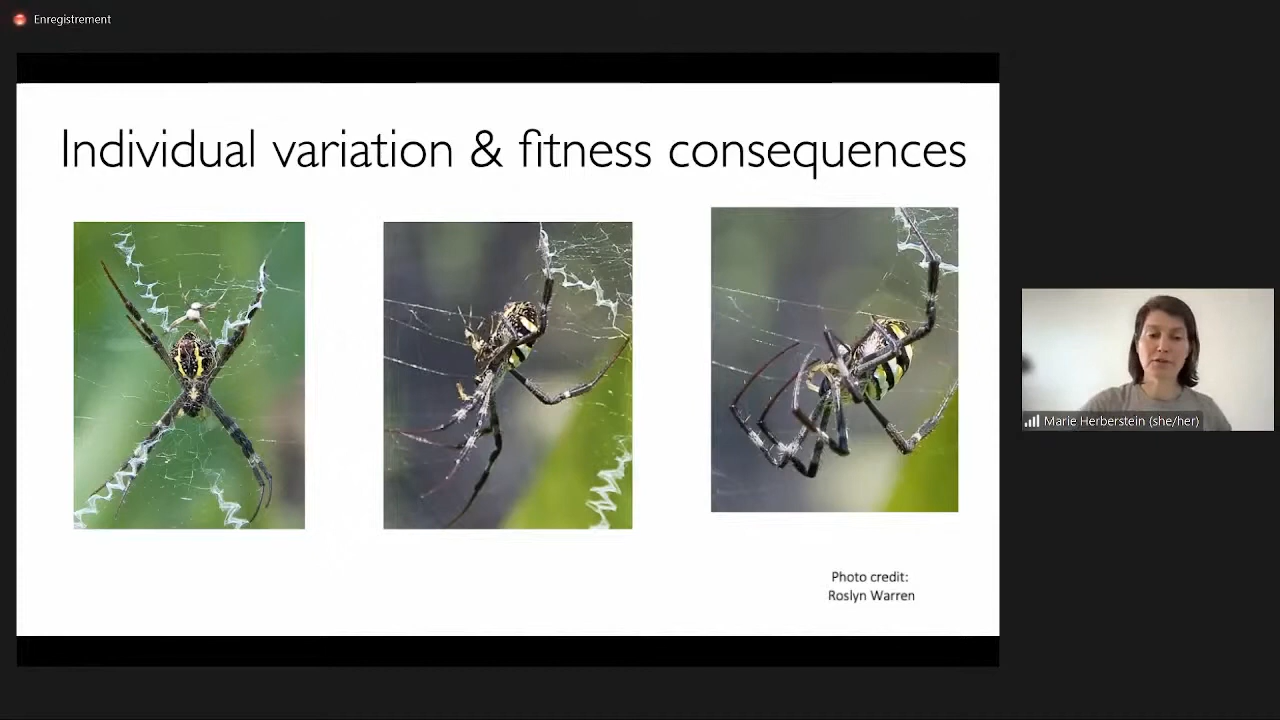 Enregistrement
Individual variation & fitness consequences
Photo credit:
Roslyn Warren
Marie Herberstein (she/her)